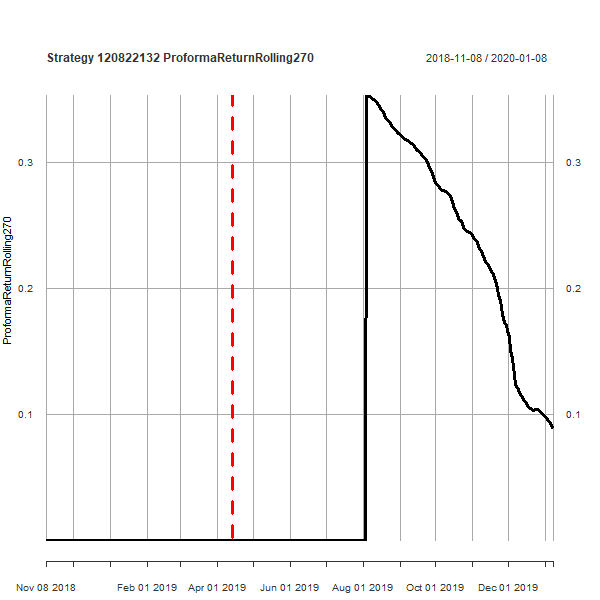 Strategy 120822132 ProformaReturnRolling270
2018-11-08 / 2020-01-08
ProformaReturnRolling270
0.3
0.3
0.2
0.2
0.1
0.1
Nov 08 2018
Feb 01 2019
Apr 01 2019
Jun 01 2019
Aug 01 2019
Oct 01 2019
Dec 01 2019